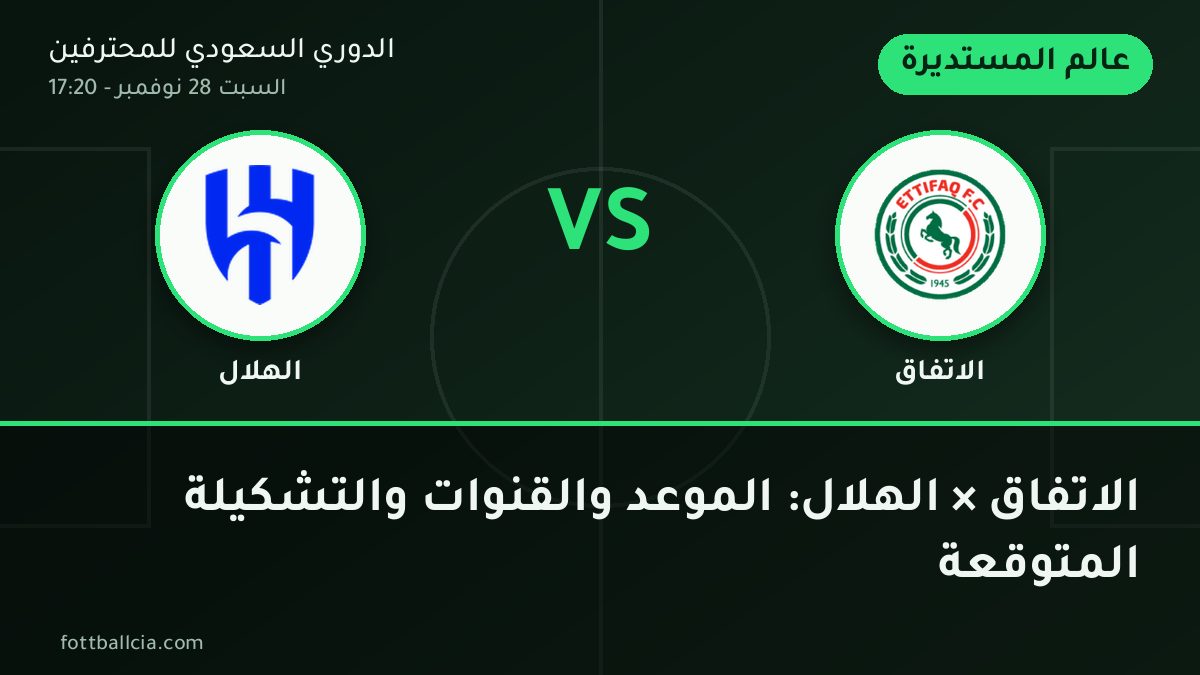 عالم المستديرة
الدوري السعودي للمحترفين
السبت 28 نوفمبر - 17:20
VS
ETTIFAQ F.C
1945
الاتفاق
الهلال
الاتفاق × الهلال: الموعد والقنوات والتشكيلة
المتوقعة
fottballcia.com